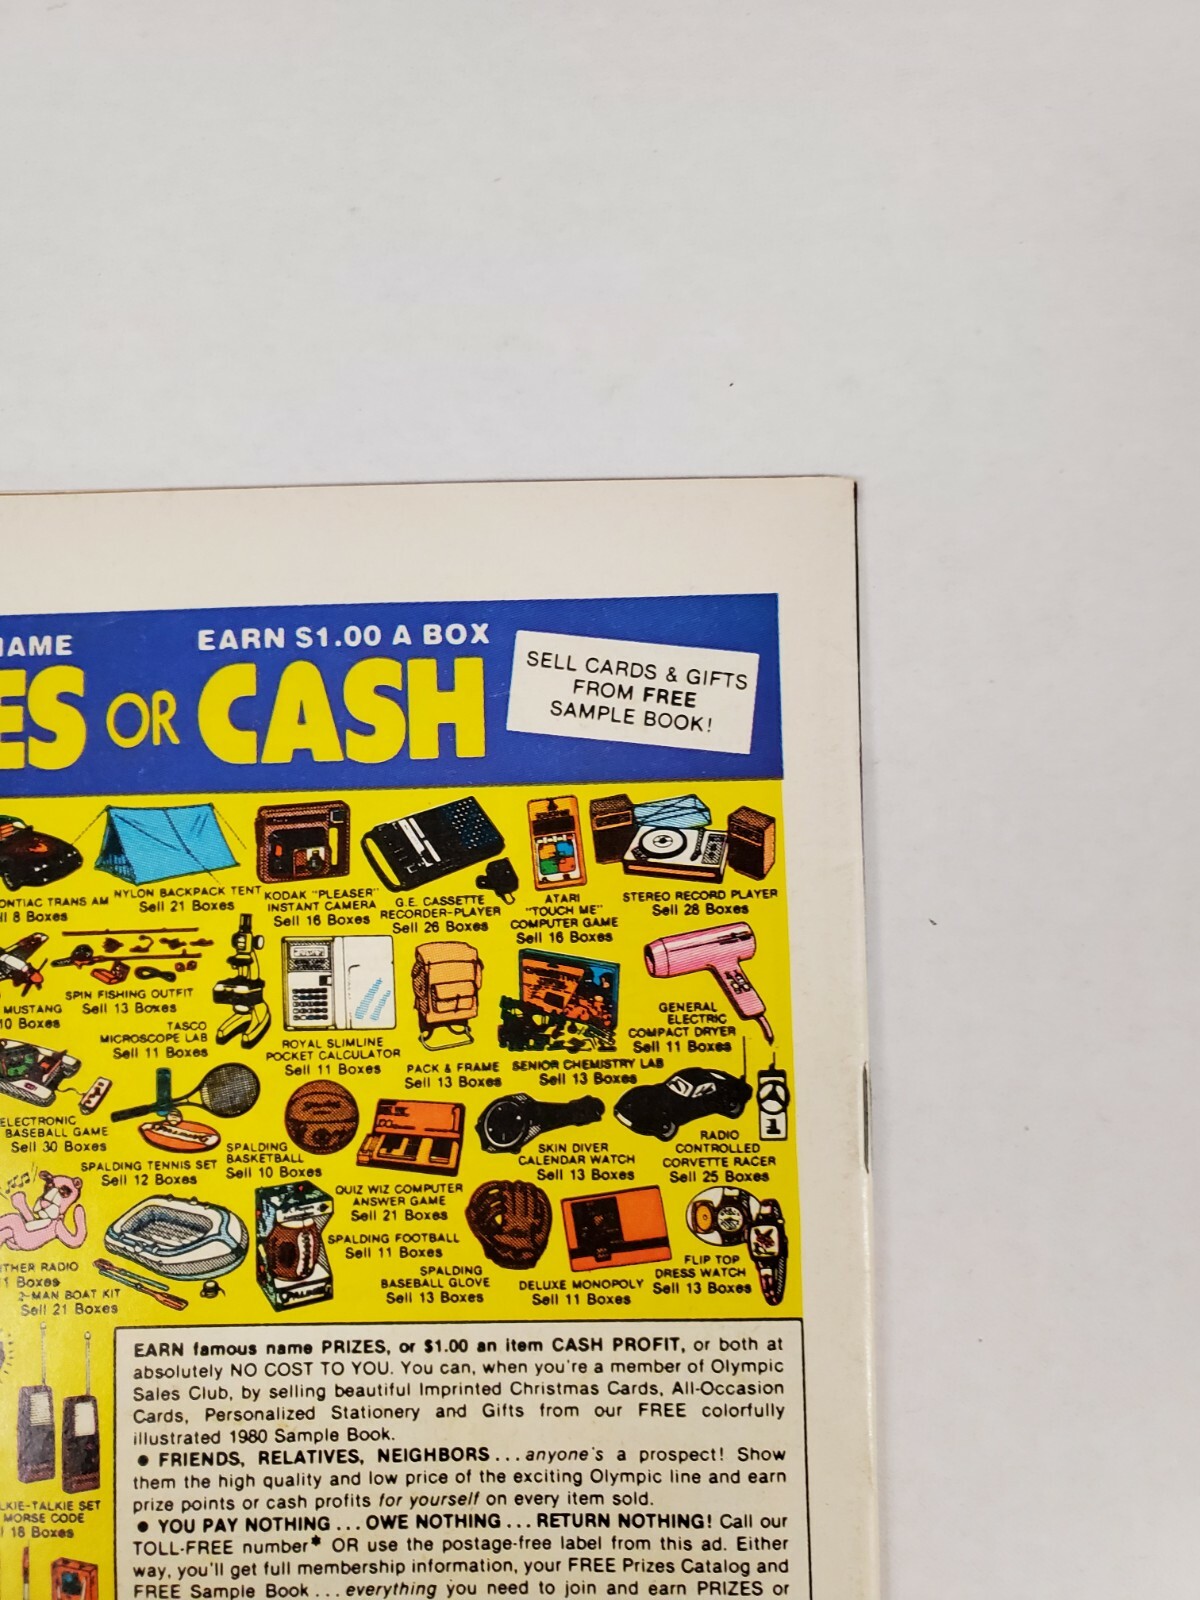 NAME
EARN $1.00 A BOX
ES OR CASH
SELL CARDS & GIFTS
FROM FREE
SAMPLE BOOK!
ONTIAC TRANS AM
ll 8 Boxes
NYLON BACKPACK TENT
Sell 21 Boxes
KODAK "PLEASER"
INSTANT CAMERA
Sell 16 Boxes
G.E. CASSETTE
RECORDER-PLAYER
Sell 26 Boxes
ATARI
"TOUCH ME"
COMPUTER GAME
Sell 16 Boxes
STEREO RECORD PLAYER
Sell 28 Boxes
MUSTANG
10 Boxes
SPIN FISHING OUTFIT
Sell 13 Boxes
TASCO
MICROSCOPE LAB
Sell 11 Boxes
ROYAL SLIMLINE
POCKET CALCULATOR
Sell 11 Boxes
PACK & FRAME
Sell 13 Boxes
CHEMISTRY
SENIOR CHEMISTRY LAB
Sell 13 Boxes
GENERAL
ELECTRIC
COMPACT DRYER
Sell 11 Boxes
ELECTRONIC
BASEBALL GAME
Sell 30 Boxes
SPALDING
SPALDING TENNIS SET
Sell 12 Boxes
SPALDING
BASKETBALL
Sell 10 Boxes
QUIZ WIZ COMPUTER
ANSWER GAME
Sell 21 Boxes
SKIN DIVER
CALENDAR WATCH
Sell 13 Boxes
1
RADIO
CONTROLLED
CORVETTE RACER
Sell 25 Boxes
THER RADIO
1 Boxes
2-MAN BOAT KIT
Sell 21 Boxes
SPALDING FOOTBALL
Sell 11 Boxes
SPALDING
SPALDING
BASEBALL GLOVE
Sell 13 Boxes
DELUXE MONOPOLY
Sell 11 Boxes
FLIP TOP
DRESS WATCH
Sell 13 Boxes
LKIE-TALKIE SET
MORSE CODE
l 18 Boxes
EARN famous name PRIZES, or $1.00 an item CASH PROFIT, or both at
absolutely NO COST TO YOU. You can, when you're a member of Olympic
Sales Club, by selling beautiful Imprinted Christmas Cards, All-Occasion
Cards, Personalized Stationery and Gifts from our FREE colorfully
illustrated 1980 Sample Book.
● FRIENDS, RELATIVES, NEIGHBORS...anyone's a prospect! Show
them the high quality and low price of the exciting Olympic line and earn
prize points or cash profits for yourself on every item sold.
● YOU PAY NOTHING...OWE NOTHING...RETURN NOTHING! Call our
TOLL-FREE number* OR use the postage-free label from this ad. Either
way, you'll get full membership information, your FREE Prizes Catalog and
FREE Sample Book...everything you need to join and earn PRIZES or